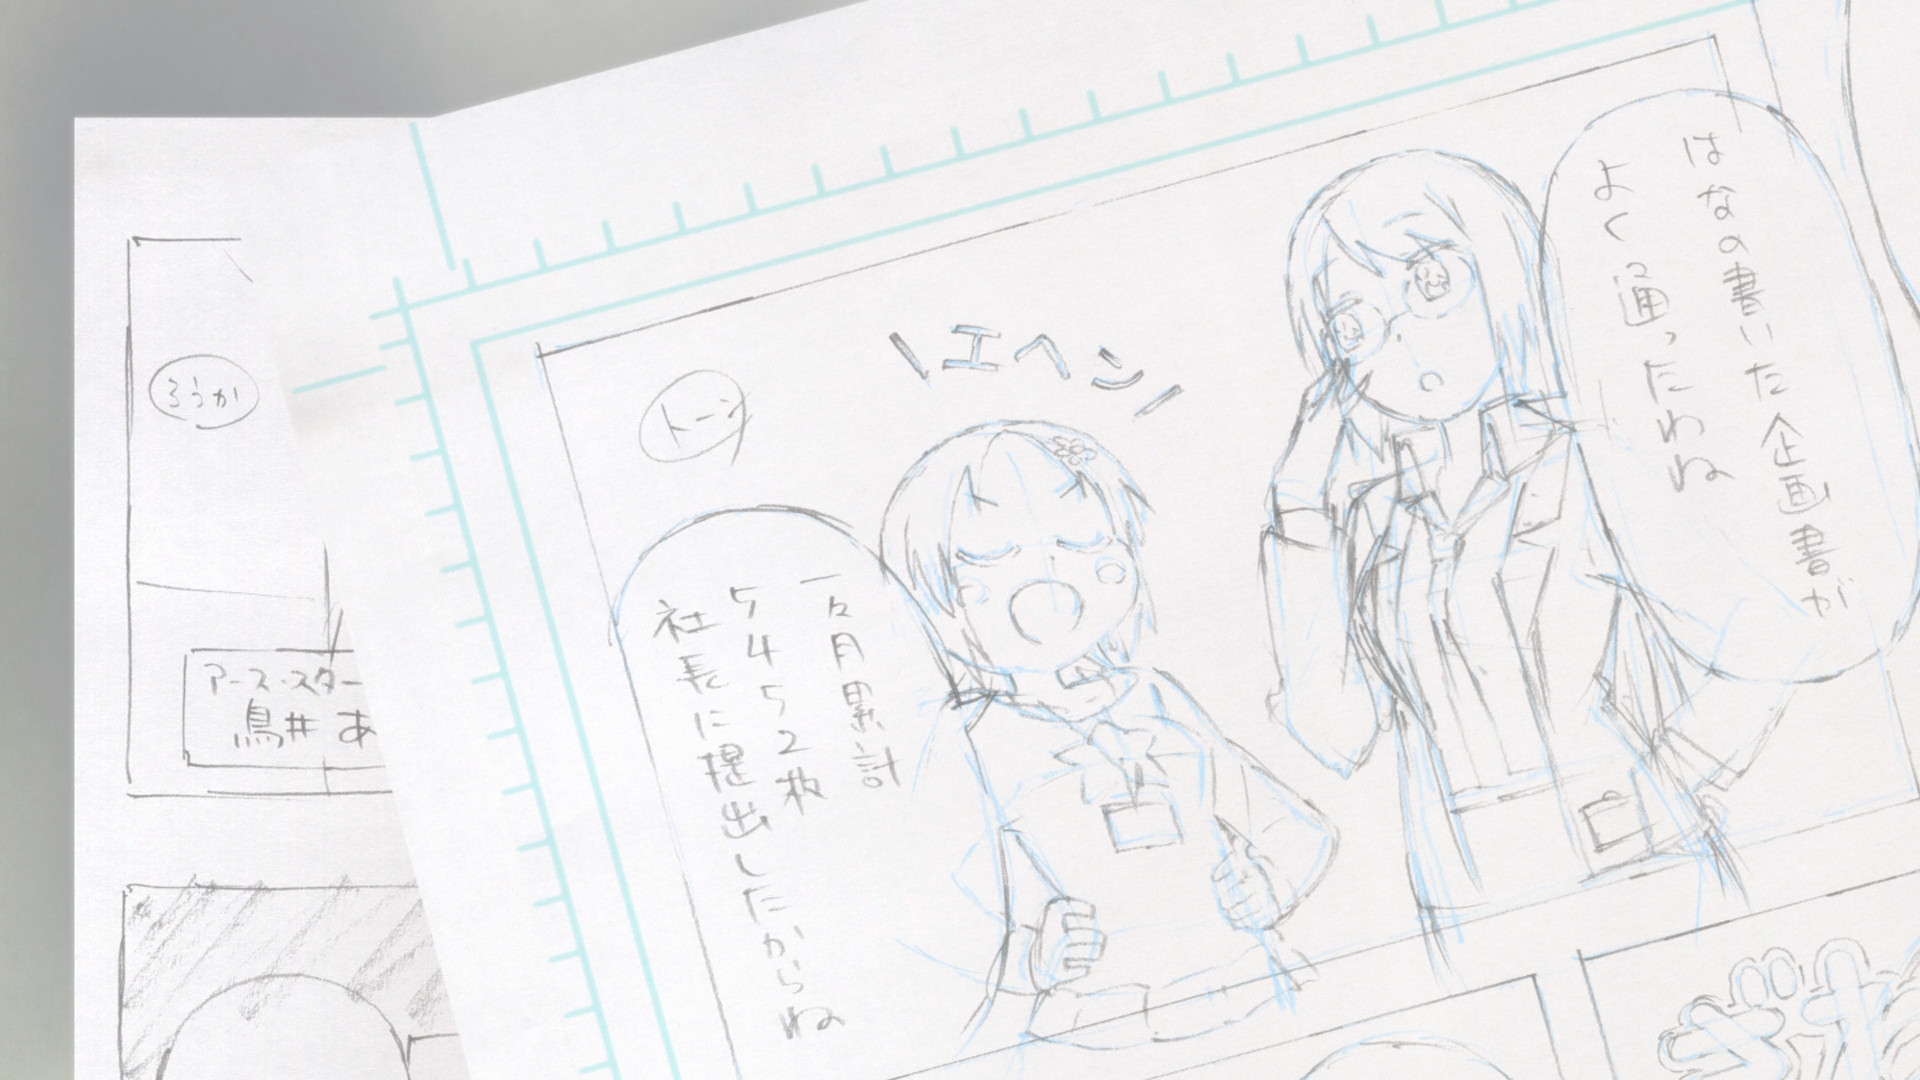 はなの書いた企画書が
よく通ったわね
エヘン
トーン
一ヶ月累計
5452枚
社長に提出したからね
ろうか
アース・スター
鳥井あ